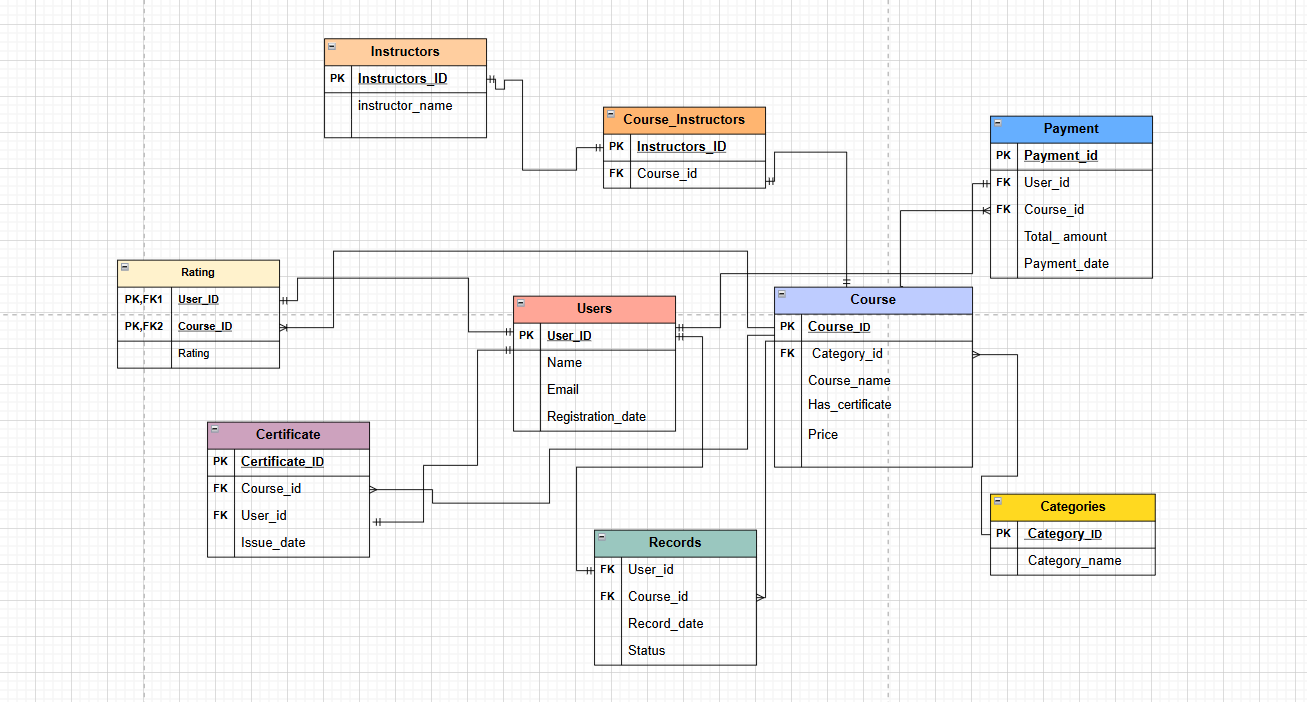 Instructors
PK Instructors_ID
instructor_name
Course_Instructors
PK Instructors_ID
FK Course_id
Payment
PK Payment_id
FK User_id
FK Course_id
Total_ amount
Payment_date
Rating
PK,FK1 User_ID
PK,FK2 Course_ID
Rating
Users
PK User_ID
Name
Email
Registration_date
Course
PK Course_ID
FK Category_id
Course_name
Has_certificate
Price
Certificate
PK Certificate_ID
FK Course_id
FK User_id
Issue_date
Categories
PK Category_ID
Category_name
Records
FK User_id
FK Course_id
Record_date
Status